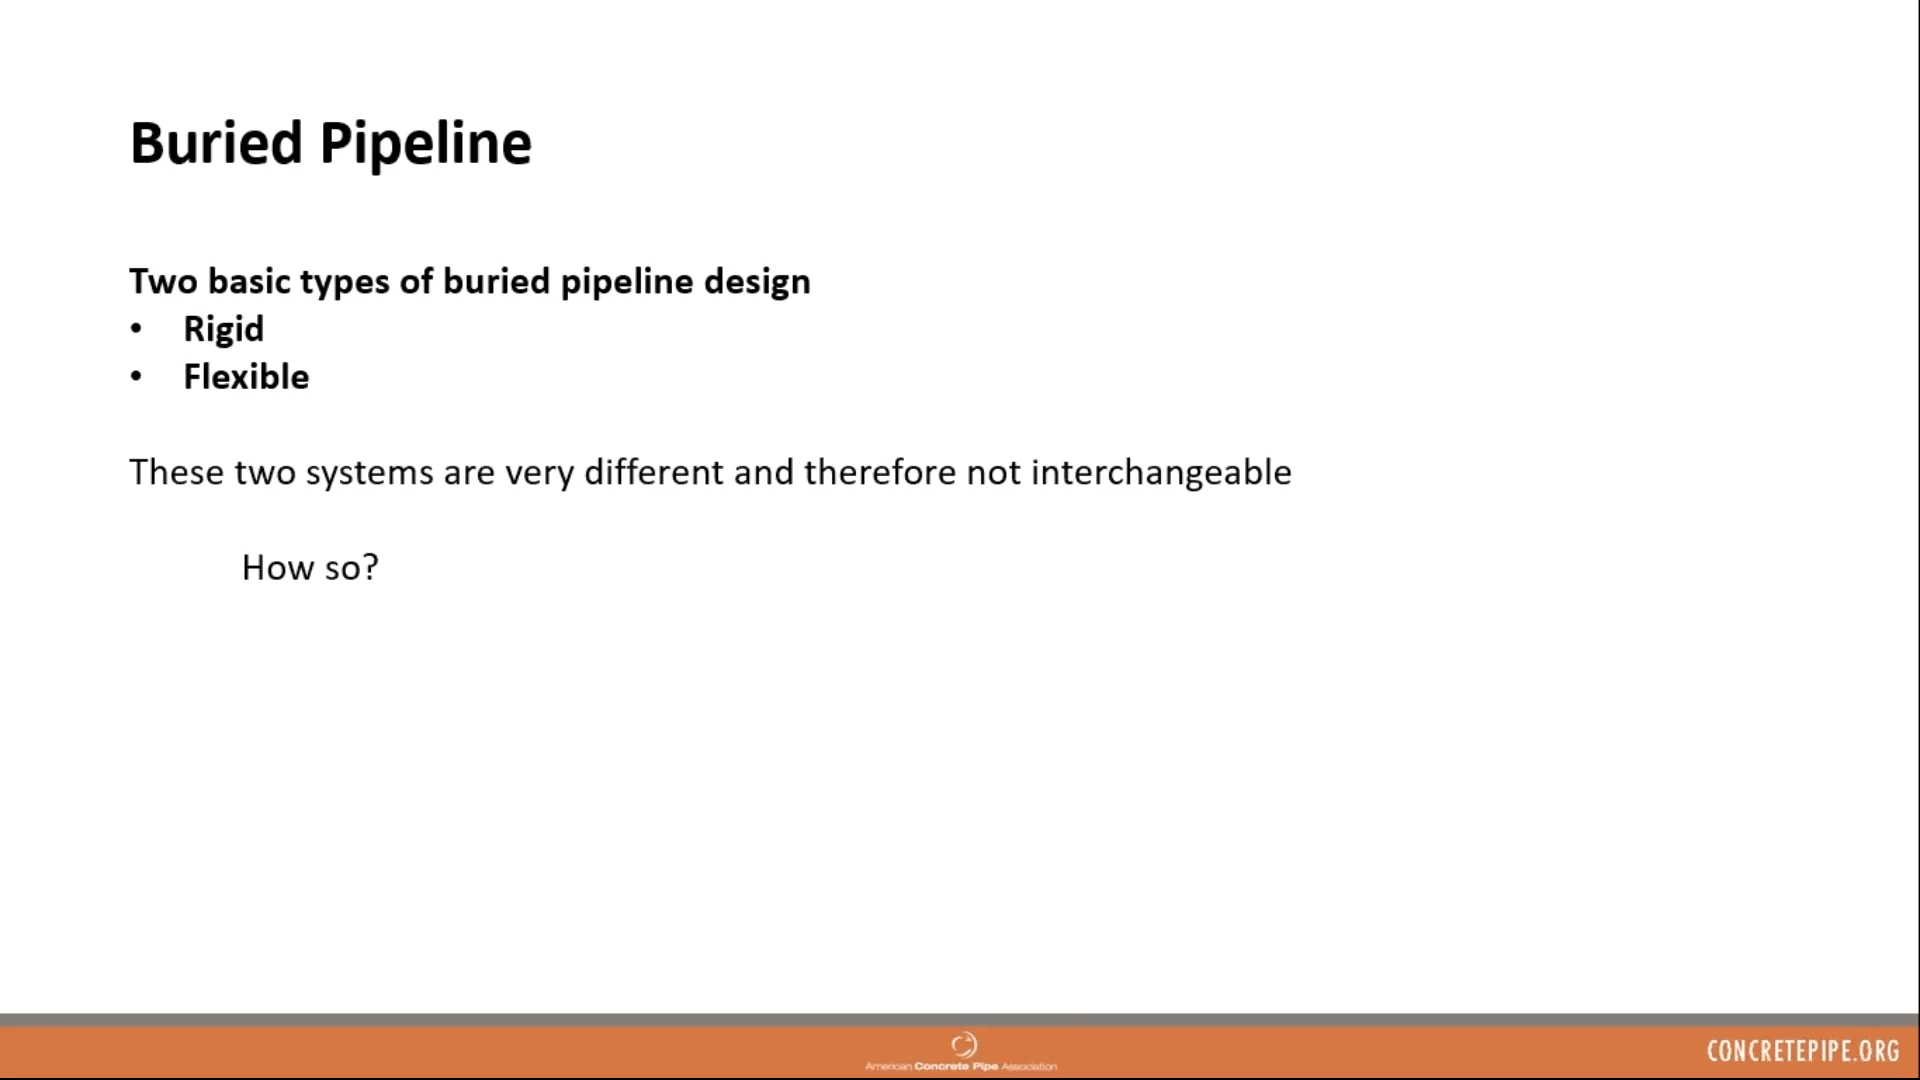 Buried Pipeline
Two basic types of buried pipeline design
• Rigid
• Flexible
These two systems are very different and therefore not interchangeable
How so?
American Concrete Pipe Association
CONCRETEPIPE.ORG